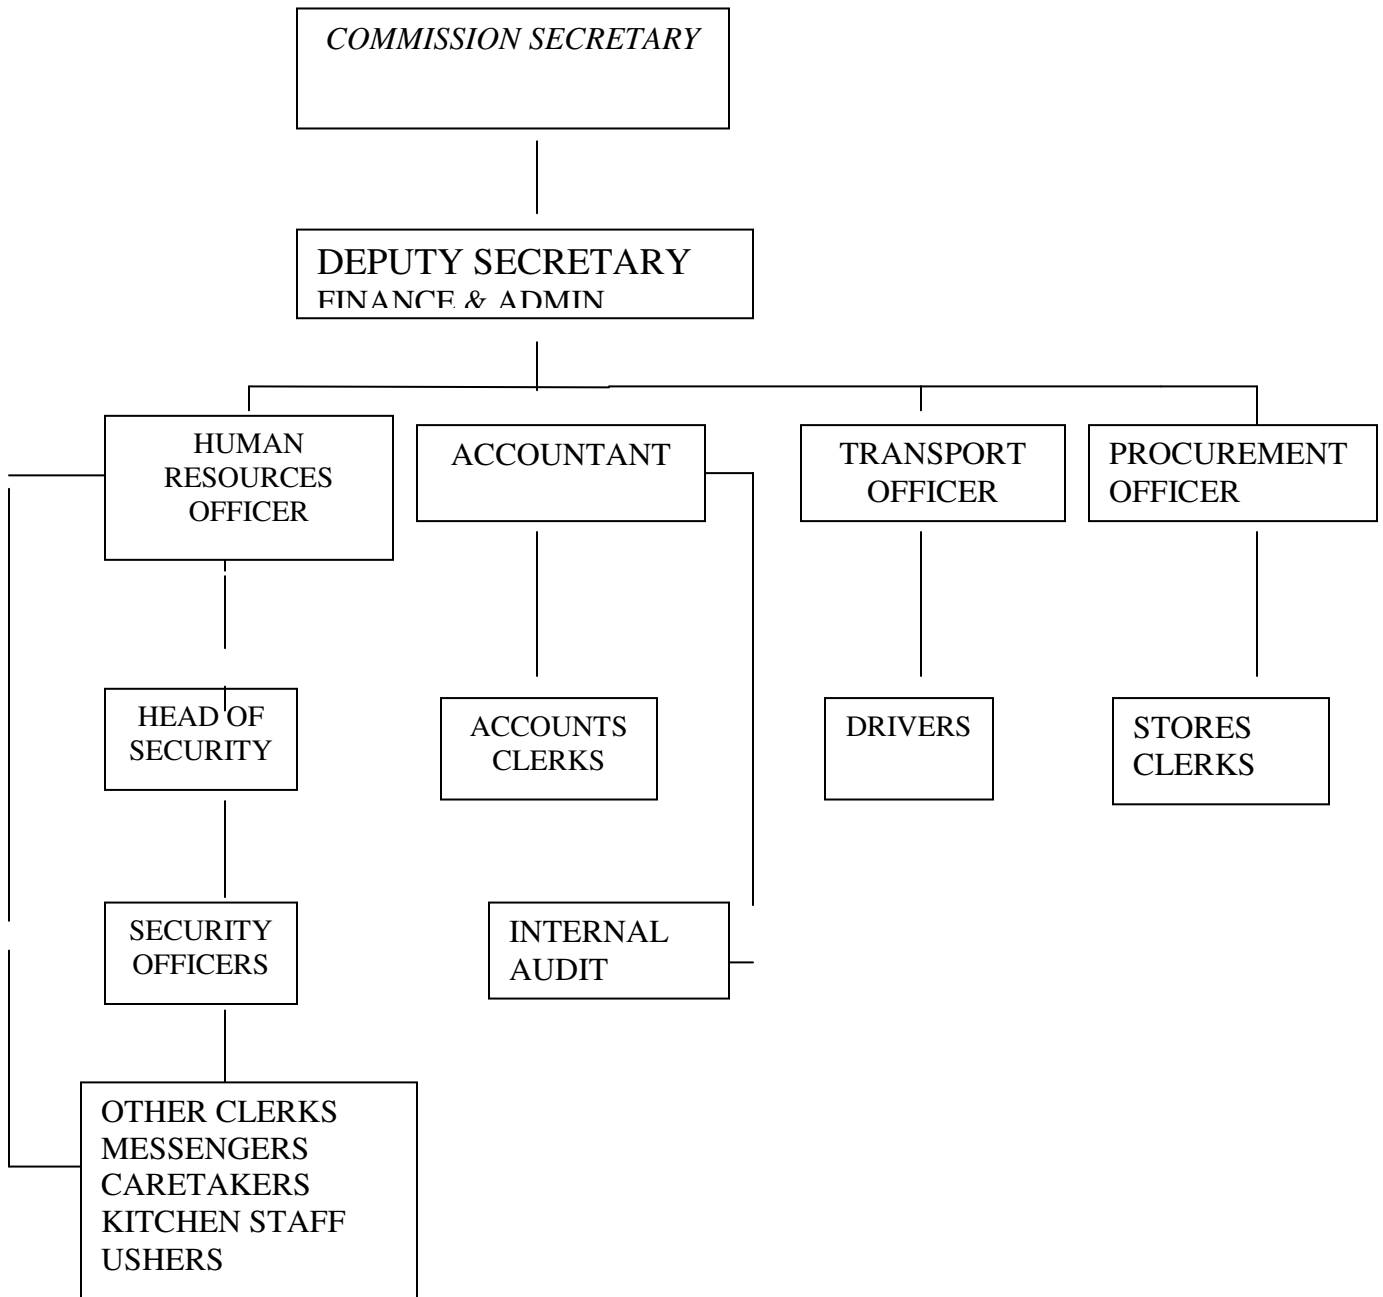 COMMISSION SECRETARY
DEPUTY SECRETARY
FINANCE & ADMIN
HUMAN
RESOURCES
OFFICER
ACCOUNTANT
TRANSPORT
OFFICER
PROCUREMENT
OFFICER
HEAD OF
SECURITY
ACCOUNTS
CLERKS
DRIVERS
STORES
CLERKS
SECURITY
OFFICERS
INTERNAL
AUDIT
OTHER CLERKS
MESSENGERS
CARETAKERS
KITCHEN STAFF
USHERS